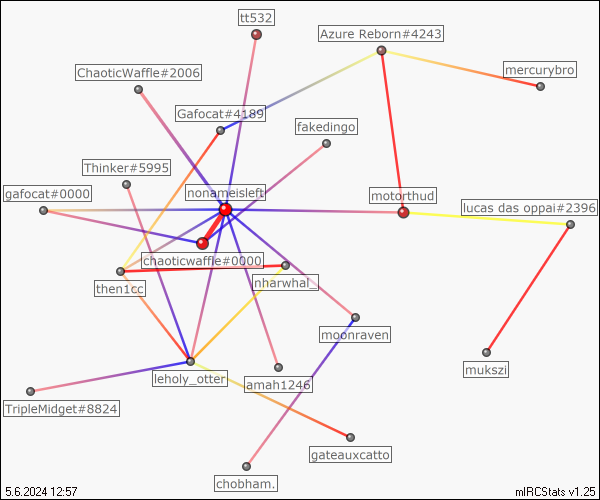 tt532
Azure Reborn#4243
ChaoticWaffle#2006
mercurybro
Gafocat#4189
fakedingo
Thinker#5995
gafocat#0000
nonameisleft
motorthud
lucas das oppai#2396
chaoticwaffle#0000
then1cc
nharwhal_
moonraven
mukszi
leholy_otter
amah1246
TripleMidget#8824
gateauxcatto
chobham.
5.6.2024 12:57
mIRCStats v1.25